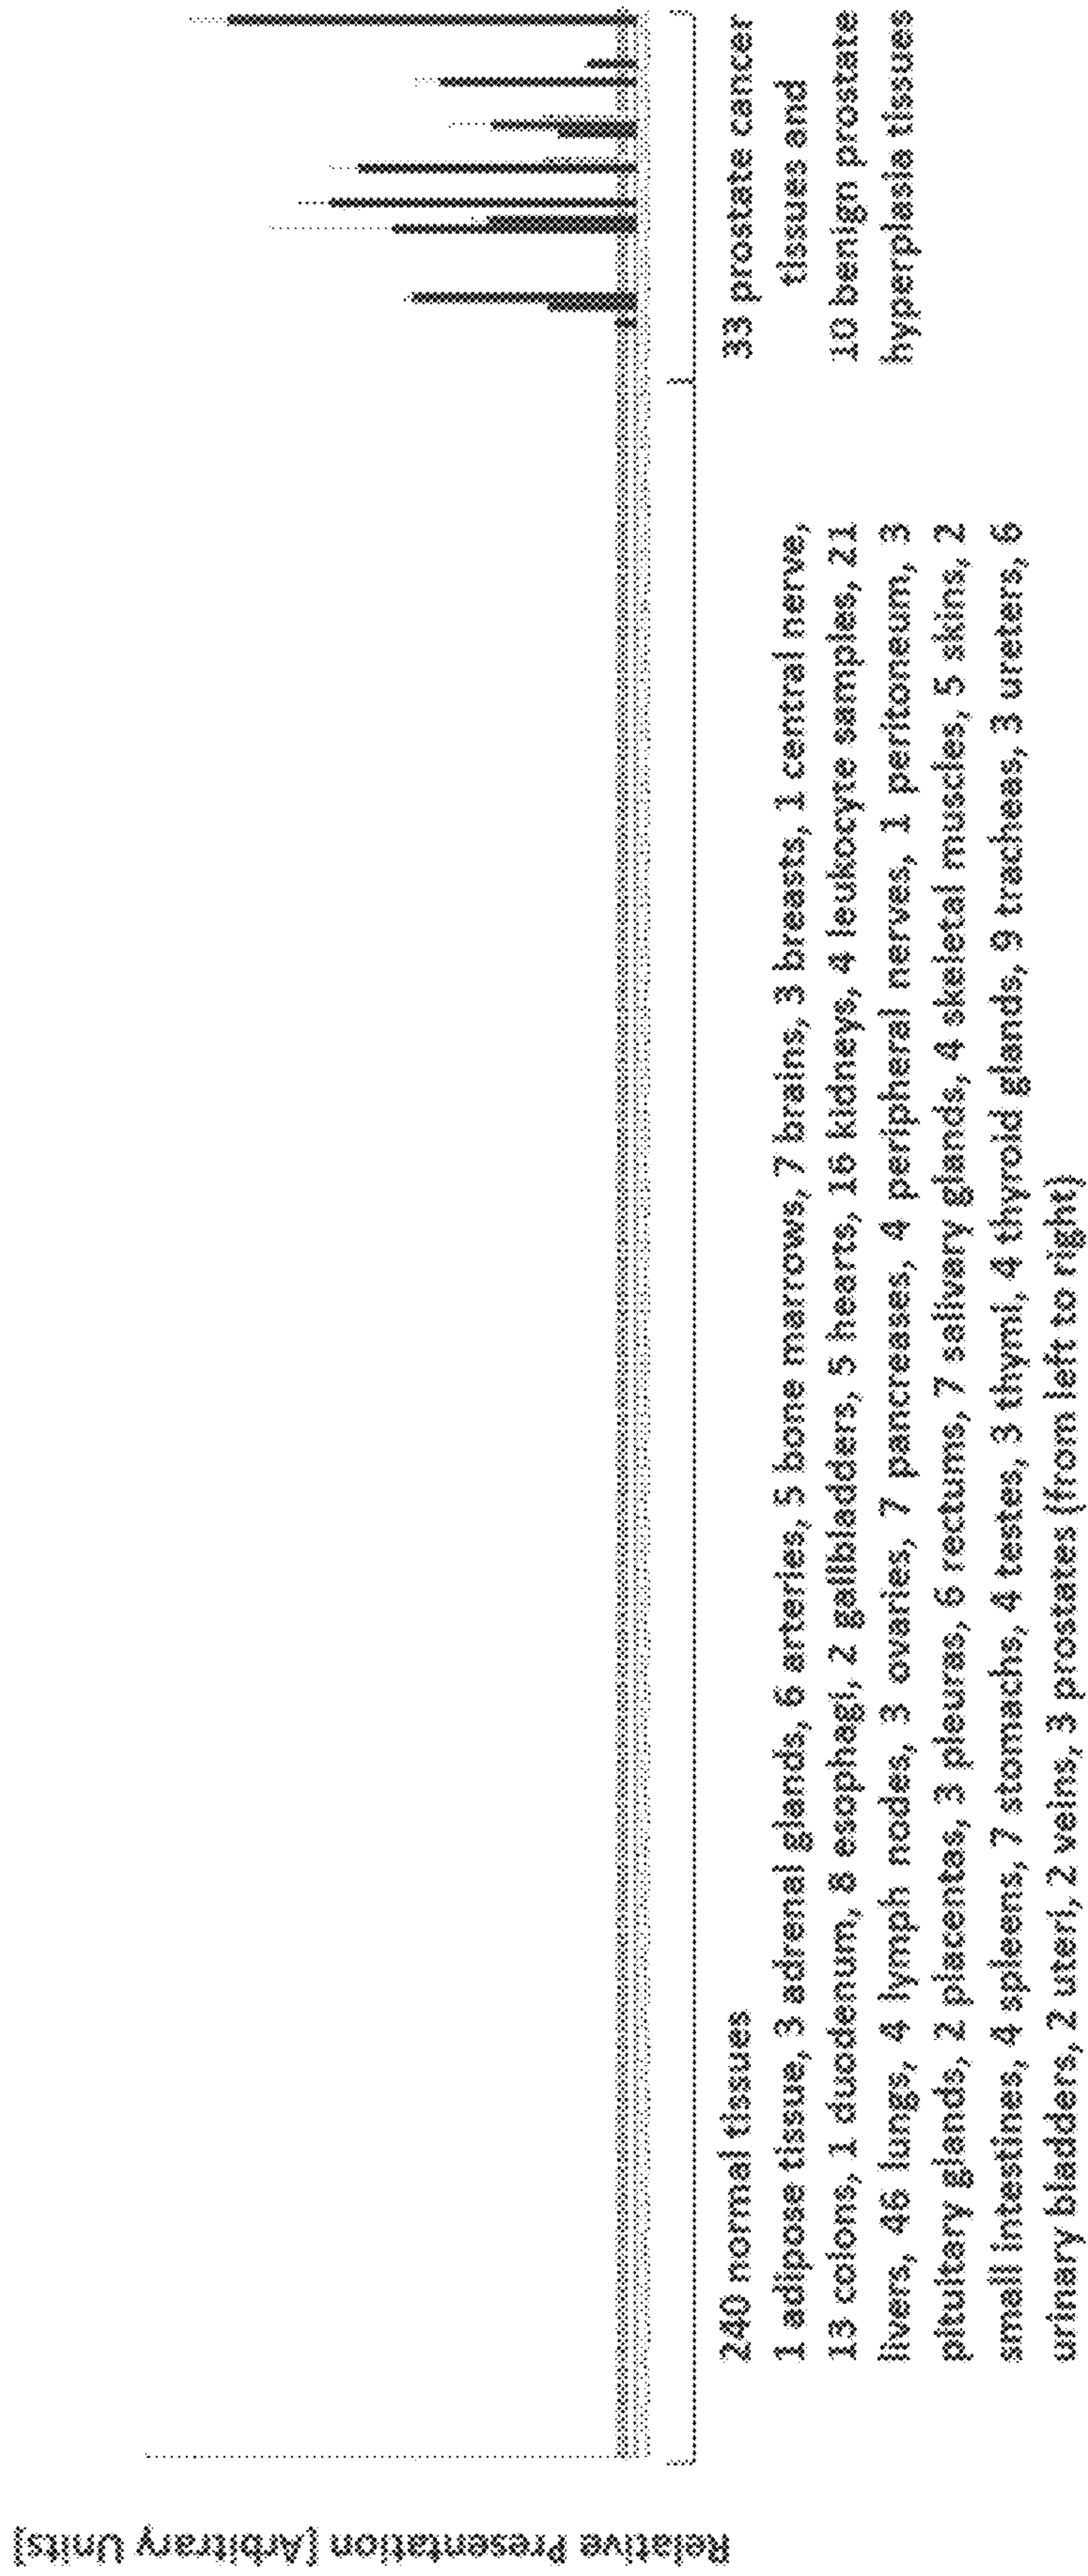 Relative Presentation [Arbitrary Units]
240 normal tissues
1 adipose tissue, 3 adrenal glands, 6 arteries, 5 bone marrows, 7 brains, 3 breasts, 1 central nerve,
13 colons, 1 duodenum, 8 esophagi, 2 gallbladders, 5 hearts, 16 kidneys, 4 leukocyte samples, 21
livers, 46 lungs, 4 lymph nodes, 3 ovaries, 7 pancreases, 4 peripheral nerves, 1 peritoneum, 3
pituitary glands, 2 placentas, 3 pleuras, 6 rectums, 7 salivary glands, 4 skeletal muscles, 5 skins, 2
small intestines, 4 spleens, 7 stomachs, 4 testes, 3 thymi, 4 thyroid glands, 9 tracheas, 3 ureters, 6
urinary bladders, 2 uteri, 2 veins, 3 prostates (from left to right)
33 prostate cancer
tissues and
10 benign prostate
hyperplasia tissues